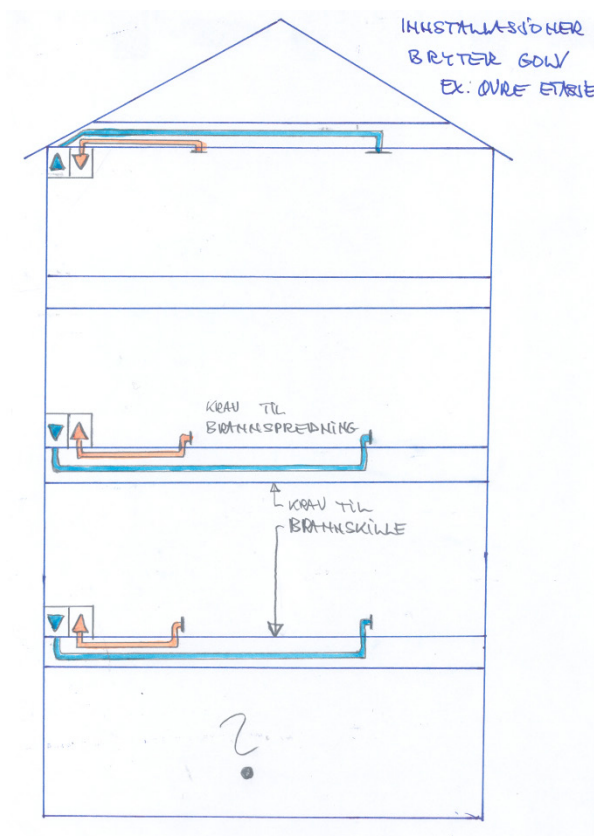 INNSTALLASJONER
BRYTER GOLV
EX: ØVRE ETASJE
KRAV TIL
BRANNSPREDNING
KRAV TIL
BRANNSKILLE
?